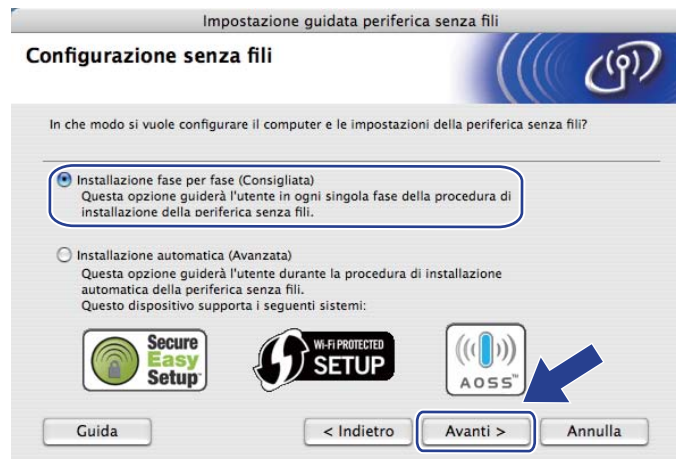 Impostazione guidata periferica senza fili
Configurazione senza fili
In che modo si vuole configurare il computer e le impostazioni della periferica senza fili?
Installazione fase per fase (Consigliata)
Questa opzione guiderà l'utente in ogni singola fase della procedura di
installazione della periferica senza fili.
Installazione automatica (Avanzata)
Questa opzione guiderà l'utente durante la procedura di installazione
automatica della periferica senza fili.
Questo dispositivo supporta i seguenti sistemi:
Secure
Easy
Setup™
Wi-Fi PROTECTED
SETUP
AOSS™
Guida
< Indietro
Avanti >
Annulla